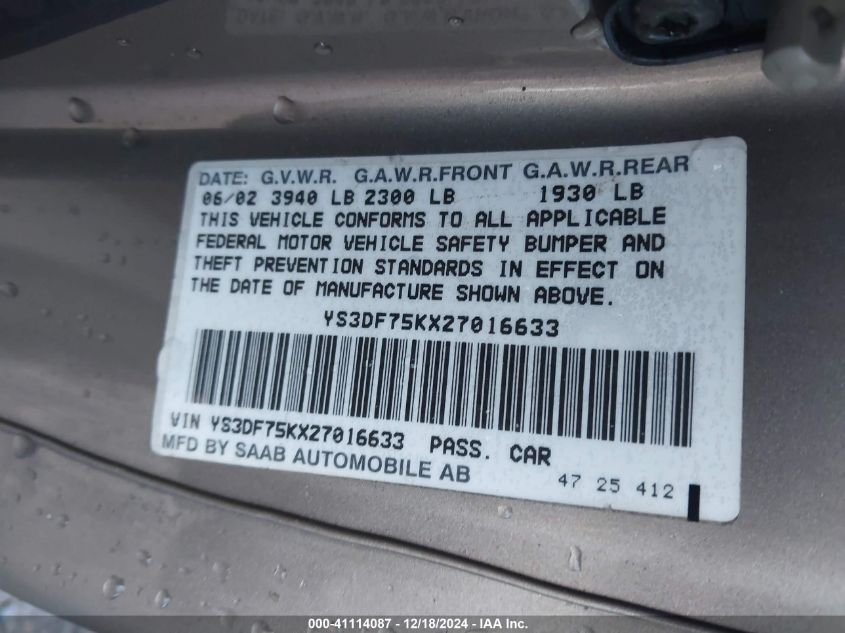 DATE: G.V.W.R. G.A.W.R.FRONT G.A.W.R.REAR
06/02 3940 LB 2300 LB 1930 LB
THIS VEHICLE CONFORMS TO ALL APPLICABLE
FEDERAL MOTOR VEHICLE SAFETY BUMPER AND
THEFT PREVENTION STANDARDS IN EFFECT ON
THE DATE OF MANUFACTURE SHOWN ABOVE.
YS3DF75KX27016633
VIN YS3DF75KX27016633 PASS. CAR
MFD BY SAAB AUTOMOBILE AB
47 25 412
000-41114087 - 12/18/2024 - IAA Inc.